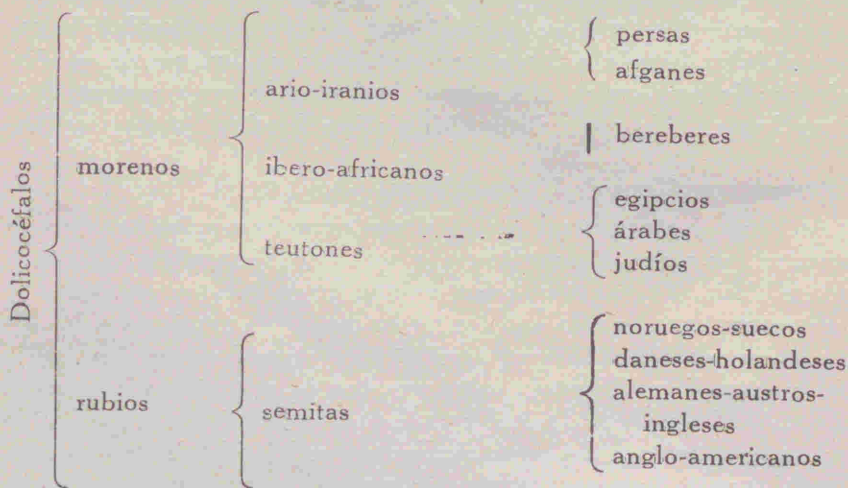 Dolicocéfalos
morenos
ario-iranios
persas
afganes
ibero-africanos
bereberes
teutones
egipcios
árabes
judíos
rubios
semitas
noruegos-suecos
daneses-holandeses
alemanes-austros-
ingleses
anglo-americanos